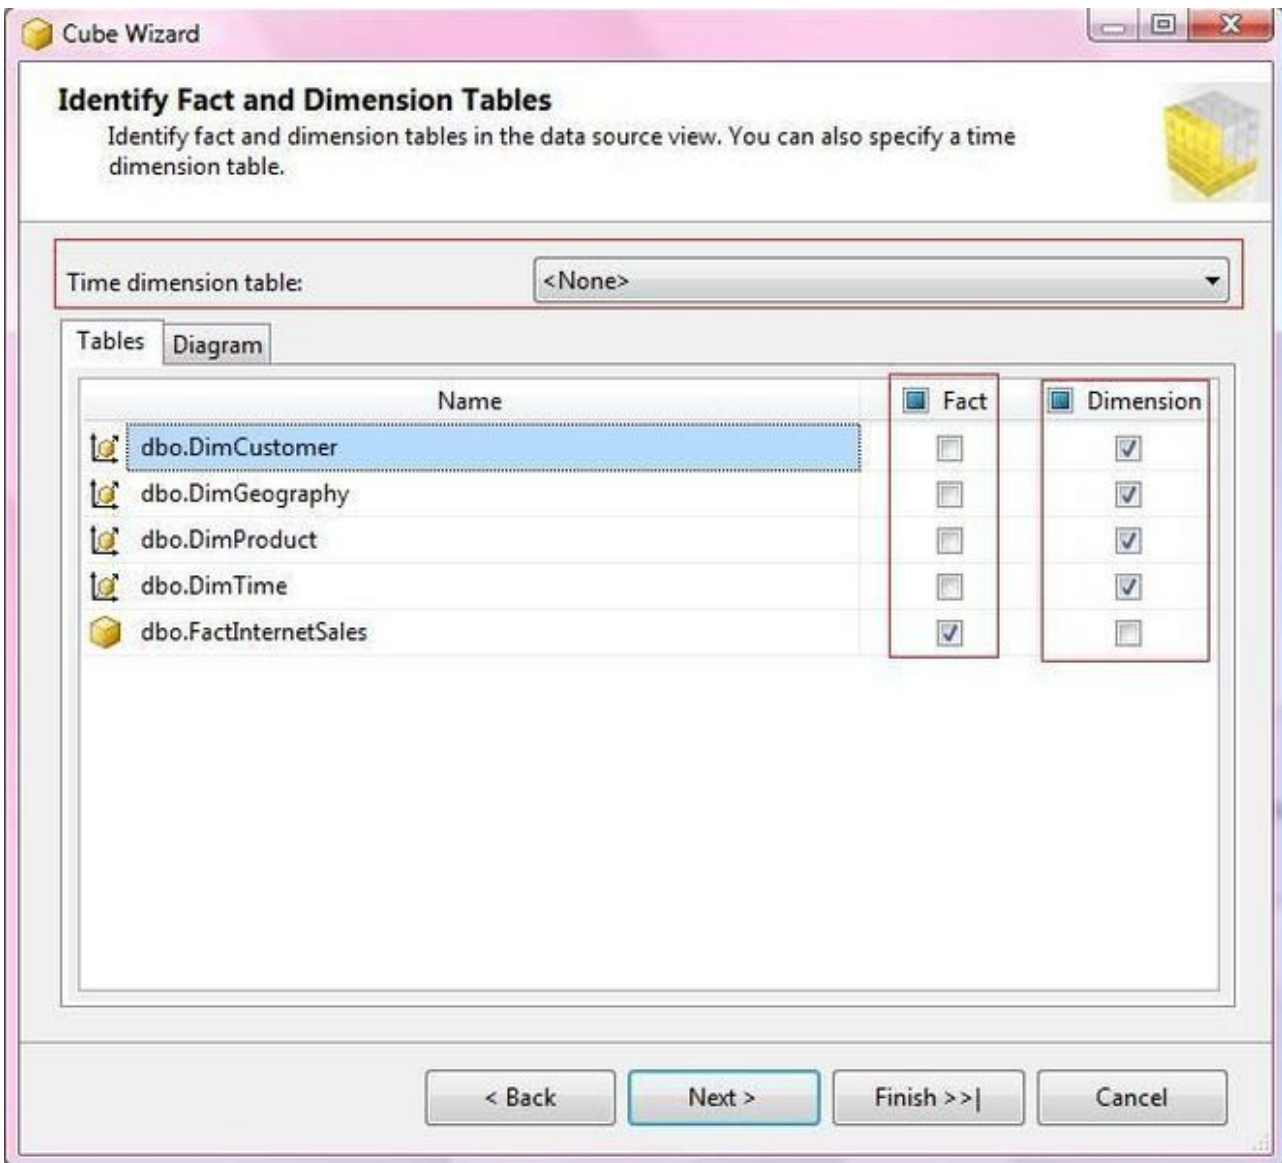 Cube Wizard
Identify Fact and Dimension Tables
Identify fact and dimension tables in the data source view. You can also specify a time
dimension table.
Time dimension table: <None>
Tables Diagram
Name Fact Dimension
dbo.DimCustomer
dbo.DimGeography
dbo.DimProduct
dbo.DimTime
dbo.FactInternetSales
< Back Next > Finish >>| Cancel